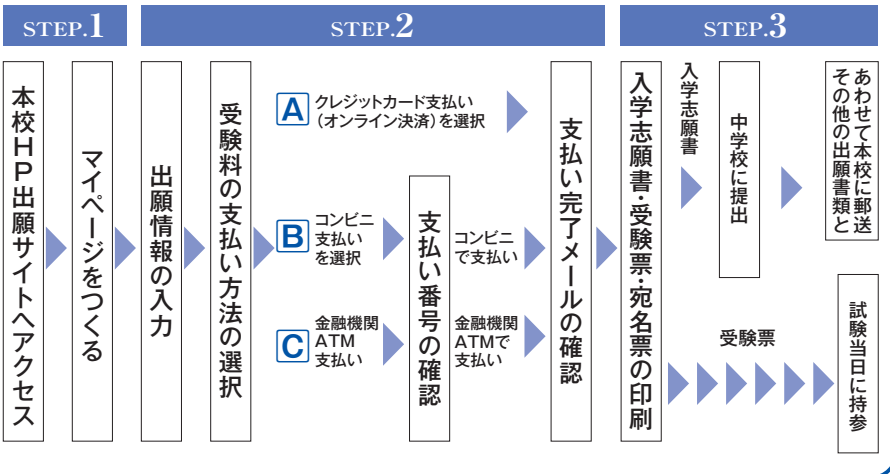 STEP.1
本校HP出願サイトへアクセス
マイページをつくる
STEP.2
出願情報の入力
受験料の支払い方法の選択
A
クレジットカード支払い
（オンライン決済）を選択
B
コンビニ
支払い
を選択
C
金融機関
ATM
支払い
支払い番号の確認
コンビニ
で支払い
金融機関
ATMで
支払い
支払い完了メールの確認
STEP.3
入学志願書・受験票・宛名票の印刷
入学志願書
中学校に提出
あわせて本校に郵送
その他の出願書類と
受験票
試験当日に持参